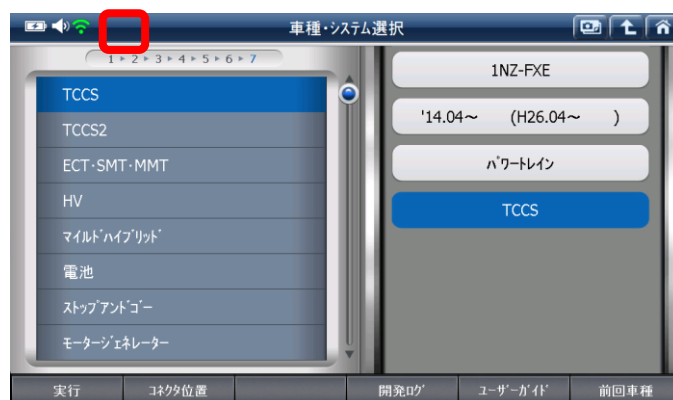 車種･システム選択
1 ▸ 2 ▸ 3 ▸ 4 ▸ 5 ▸ 6 ▸ 7
TCCS
TCCS2
ECT･SMT･MMT
HV
ﾏｲﾙﾄﾞﾊｲﾌﾞﾘｯﾄﾞ
電池
ｽﾄｯﾌﾟｱﾝﾄﾞｺﾞｰ
ﾓｰﾀｰｼﾞｪﾈﾚｰﾀｰ
1NZ-FXE
'14.04～ (H26.04～ )
ﾊﾟﾜｰﾄﾚｲﾝ
TCCS
実行 ｺﾈｸﾀ位置 開発ﾛｸﾞ ﾕｰｻﾞｰｶﾞｲﾄﾞ 前回車種